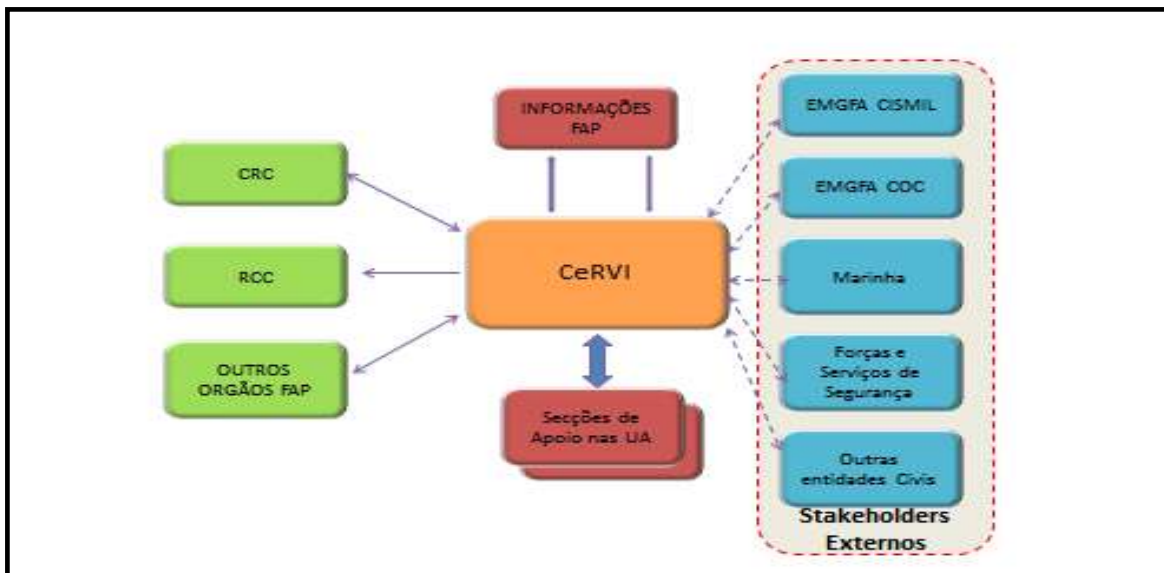 INFORMAÇÕES
FAP
CRC
RCC
OUTROS
ORGÃOS FAP
CeRVI
Secções de
Apoio nas UA
EMGFA CISMIL
EMGFA COC
Marinha
Forças e
Serviços de
Segurança
Outras
entidades Civis
Stakeholders
Externos